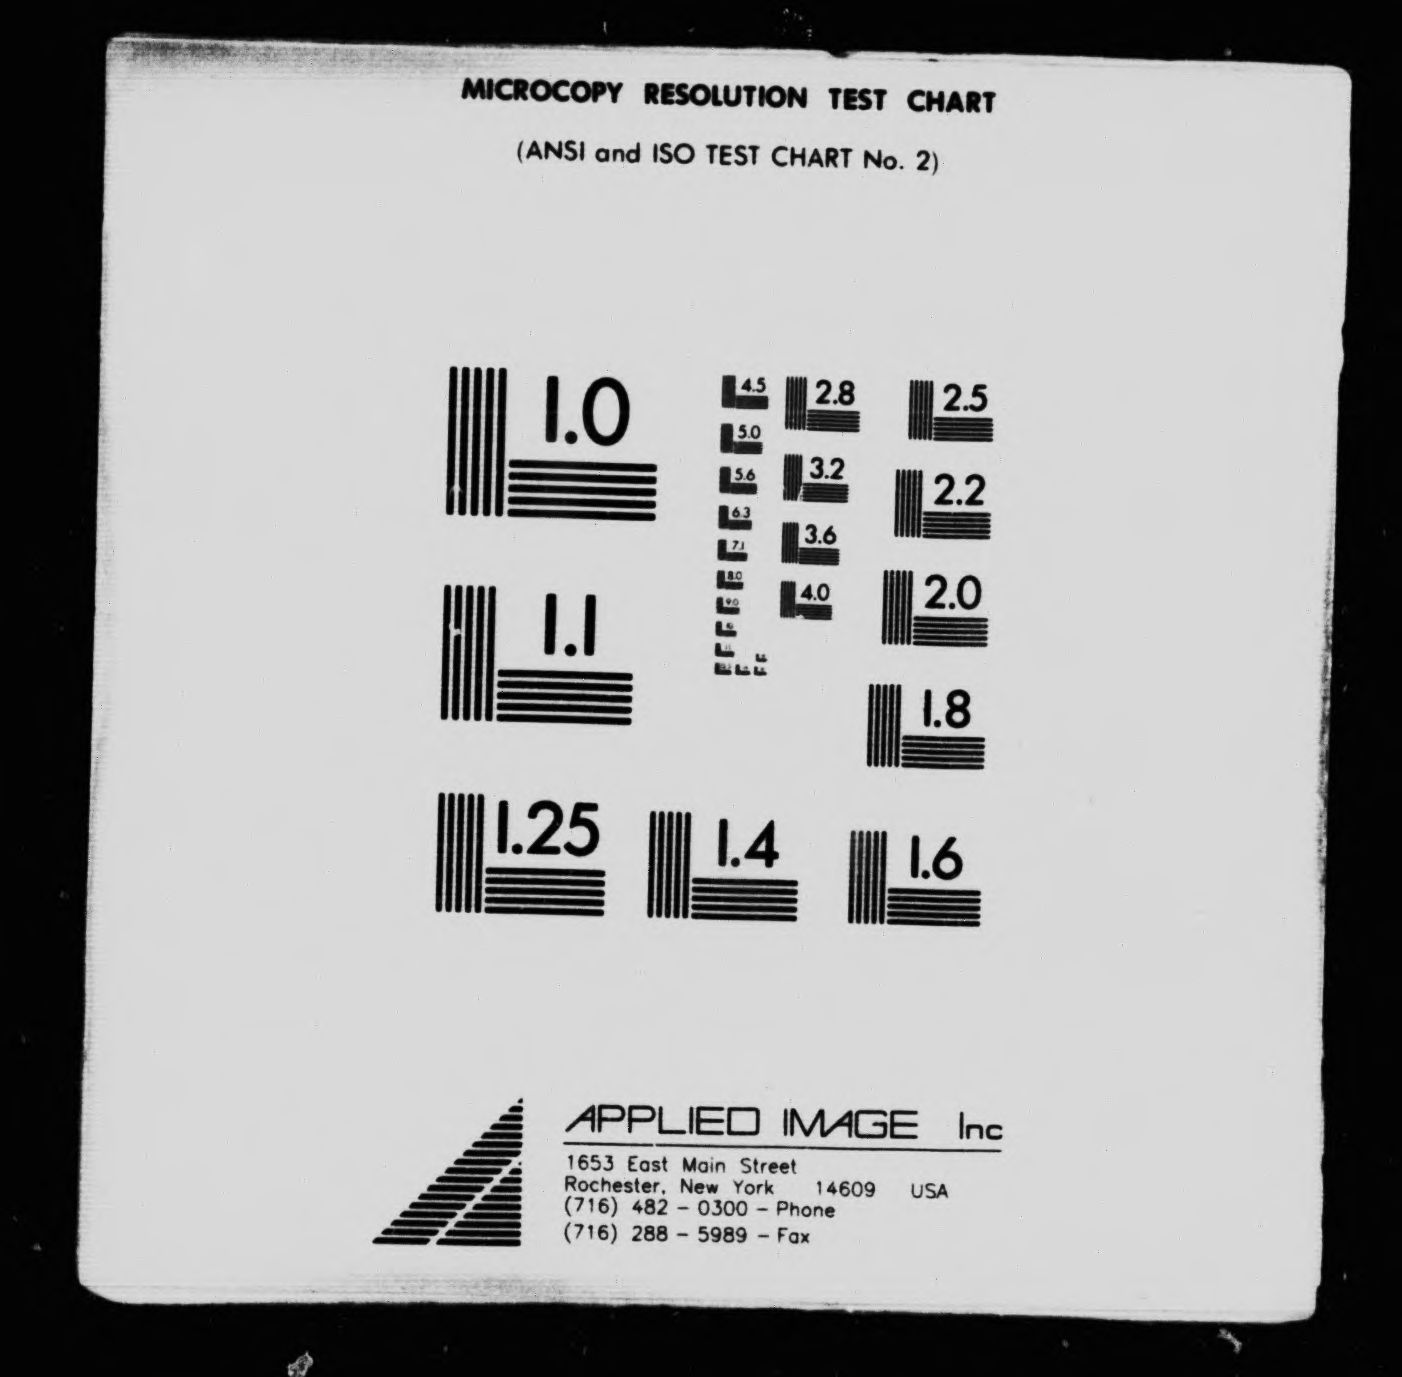 MICROCOPY RESOLUTION TEST CHART
(ANSI and ISO TEST CHART No. 2)
1.0
1.1
1.25
1.4
1.6
1.8
2.0
2.2
2.5
2.8
3.2
3.6
4.0
4.5
5.0
5.6
6.3
7.1
8.0
9.0
APPLIED IMAGE Inc
1653 East Main Street
Rochester, New York 14609 USA
(716) 482 - 0300 - Phone
(716) 288 - 5989 - Fax